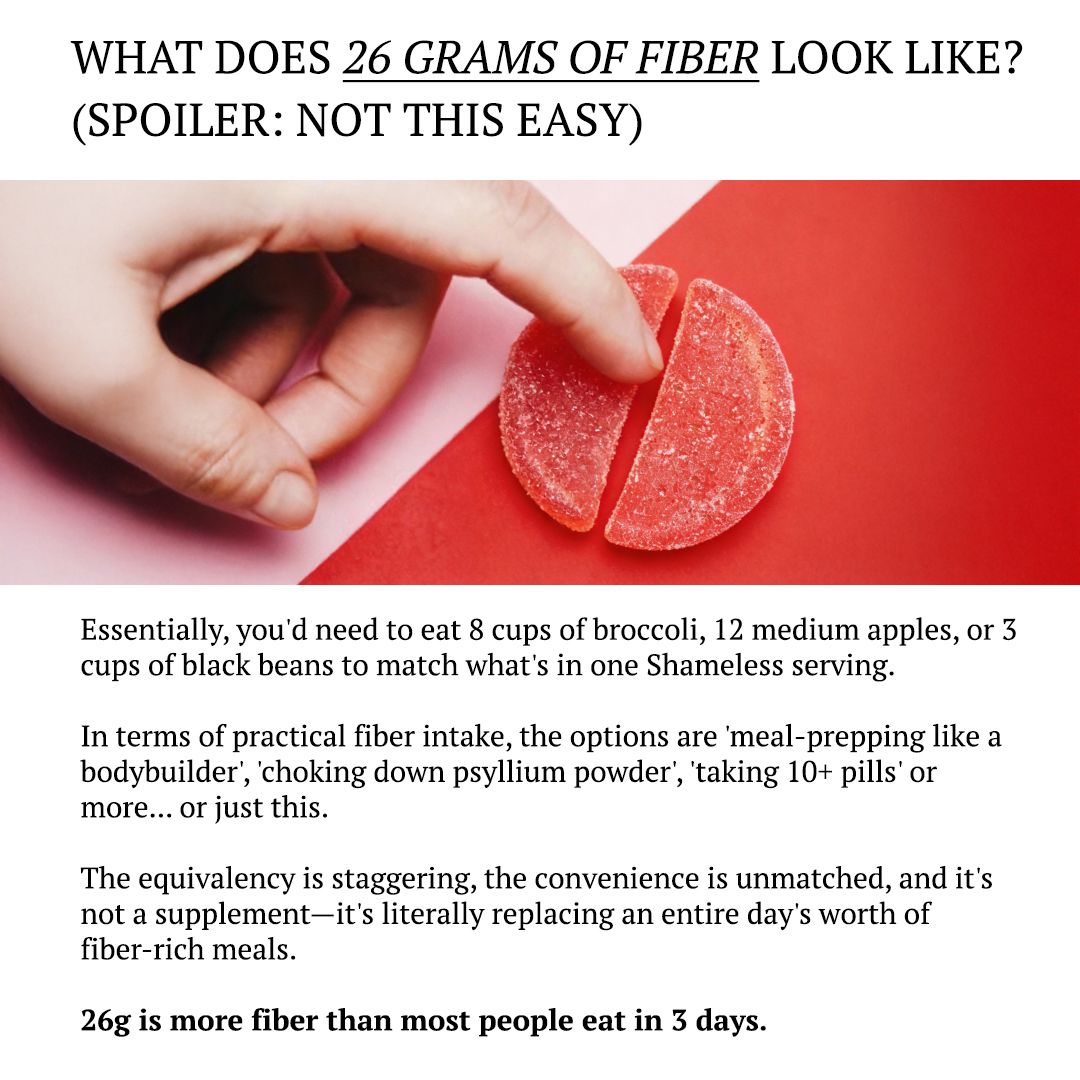 WHAT DOES 26 GRAMS OF FIBER LOOK LIKE?
(SPOILER: NOT THIS EASY)
Essentially, you'd need to eat 8 cups of broccoli, 12 medium apples, or 3
cups of black beans to match what's in one Shameless serving.
In terms of practical fiber intake, the options are 'meal-prepping like a
bodybuilder', 'choking down psyllium powder', 'taking 10+ pills' or
more... or just this.
The equivalency is staggering, the convenience is unmatched, and it's
not a supplement—it's literally replacing an entire day's worth of
fiber-rich meals.
26g is more fiber than most people eat in 3 days.